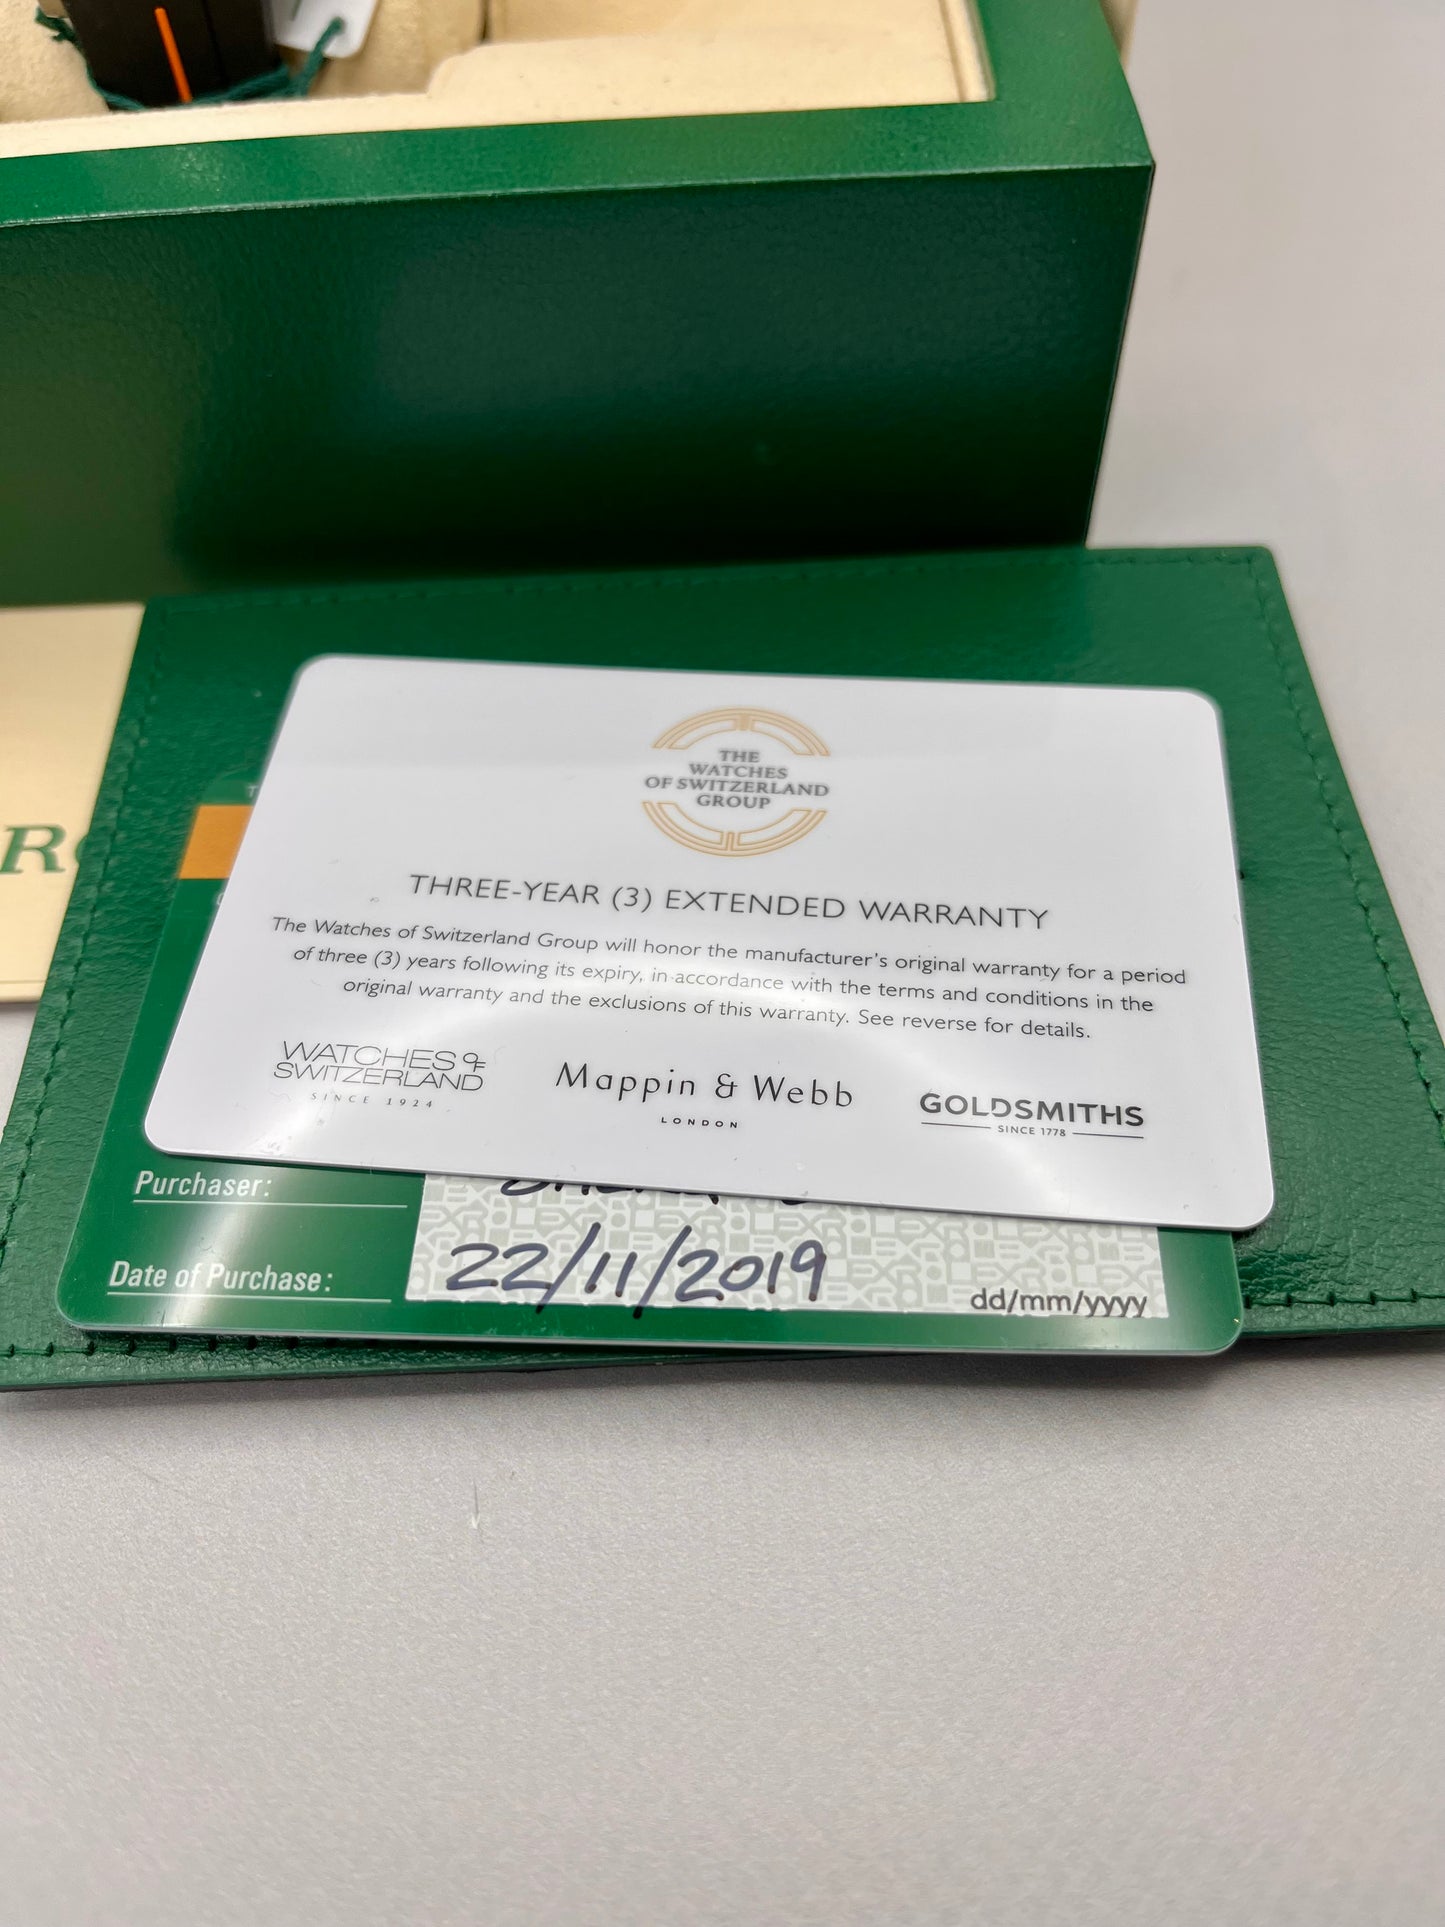 THE
WATCHES
OF SWITZERLAND
GROUP
THREE-YEAR (3) EXTENDED WARRANTY
The Watches of Switzerland Group will honor the manufacturer's original warranty for a period
of three (3) years following its expiry, in accordance with the terms and conditions in the
original warranty and the exclusions of this warranty. See reverse for details.
WATCHES OF
SWITZERLAND
SINCE 1924
Mappin & Webb
LONDON
GOLDSMITHS
SINCE 1778
Purchaser:
Date of Purchase:
22/11/2019
dd/mm/yyyy